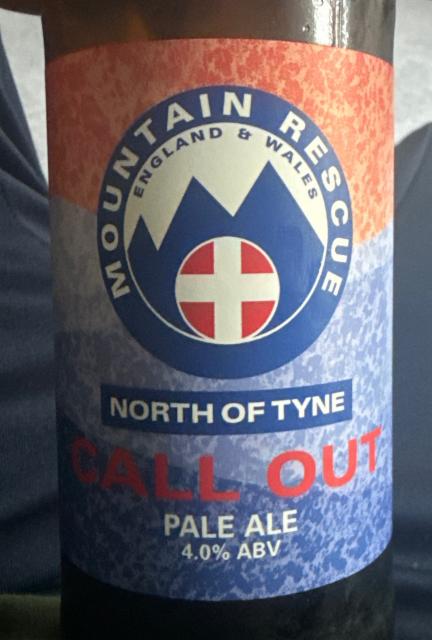 MOUNTAIN RESCUE
ENGLAND & WALES
NORTH OF TYNE
CALL OUT
PALE ALE
4.0% ABV